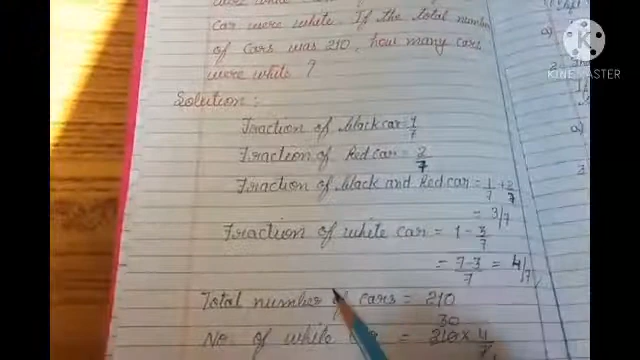 car were white. If the total number
of cars was 210, how many cars
were white ?
Solution :
Fraction of black car 1/7
Fraction of Red car = 2/7
Fraction of black and Red car = 1/7 + 2/7
= 3/7
Fraction of white car = 1 - 3/7
= 7-3/7 = 4/7
Total number of cars = 210
30
No. of white car = 210 × 4/7
KINEMASTER